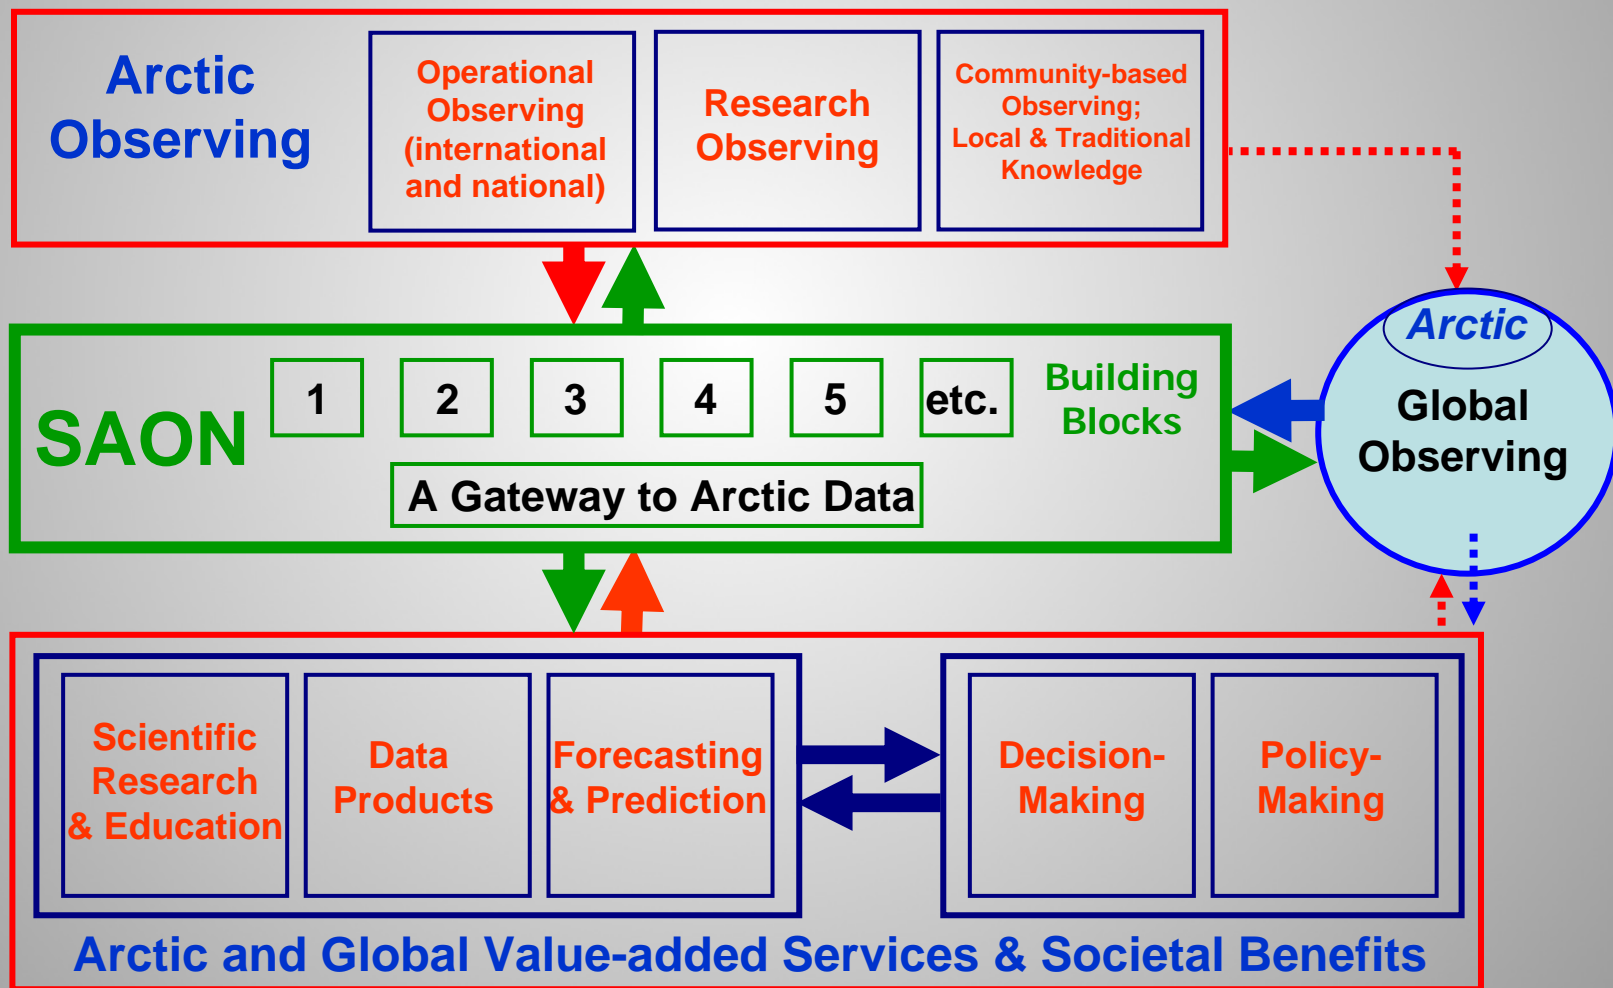 Arctic
Observing
Operational
Observing
(international
and national)
Research
Observing
Community-based
Observing;
Local & Traditional
Knowledge
SAON
1
2
3
4
5
etc.
Building
Blocks
A Gateway to Arctic Data
Arctic
Global
Observing
Scientific
Research
& Education
Data
Products
Forecasting
& Prediction
Decision-
Making
Policy-
Making
Arctic and Global Value-added Services & Societal Benefits